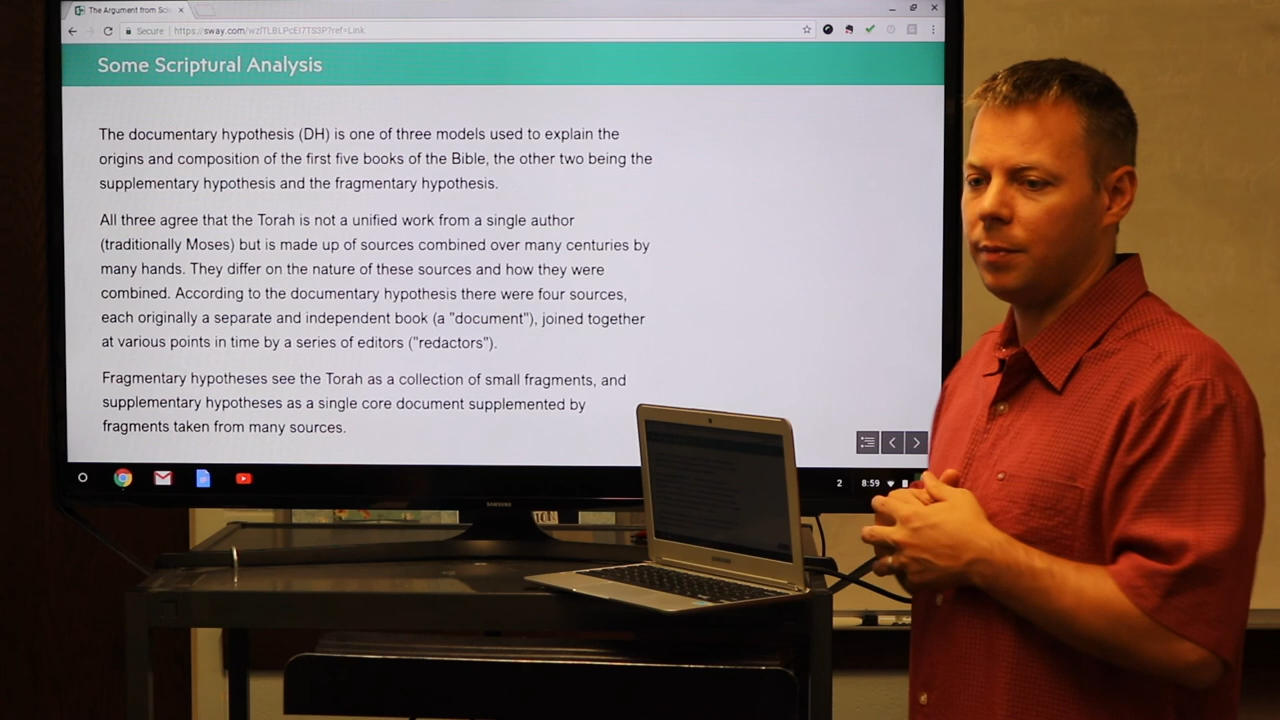 The Argument from Scri
Secure
Some Scriptural Analysis
The documentary hypothesis (DH) is one of three models used to explain the
origins and composition of the first five books of the Bible, the other two being the
supplementary hypothesis and the fragmentary hypothesis.
All three agree that the Torah is not a unified work from a single author
(traditionally Moses) but is made up of sources combined over many centuries by
many hands. They differ on the nature of these sources and how they were
combined. According to the documentary hypothesis there were four sources,
each originally a separate and independent book (a "document"), joined together
at various points in time by a series of editors ("redactors").
Fragmentary hypotheses see the Torah as a collection of small fragments, and
supplementary hypotheses as a single core document supplemented by
fragments taken from many sources.
2 8:59
SAMSUNG
SAMSUNG